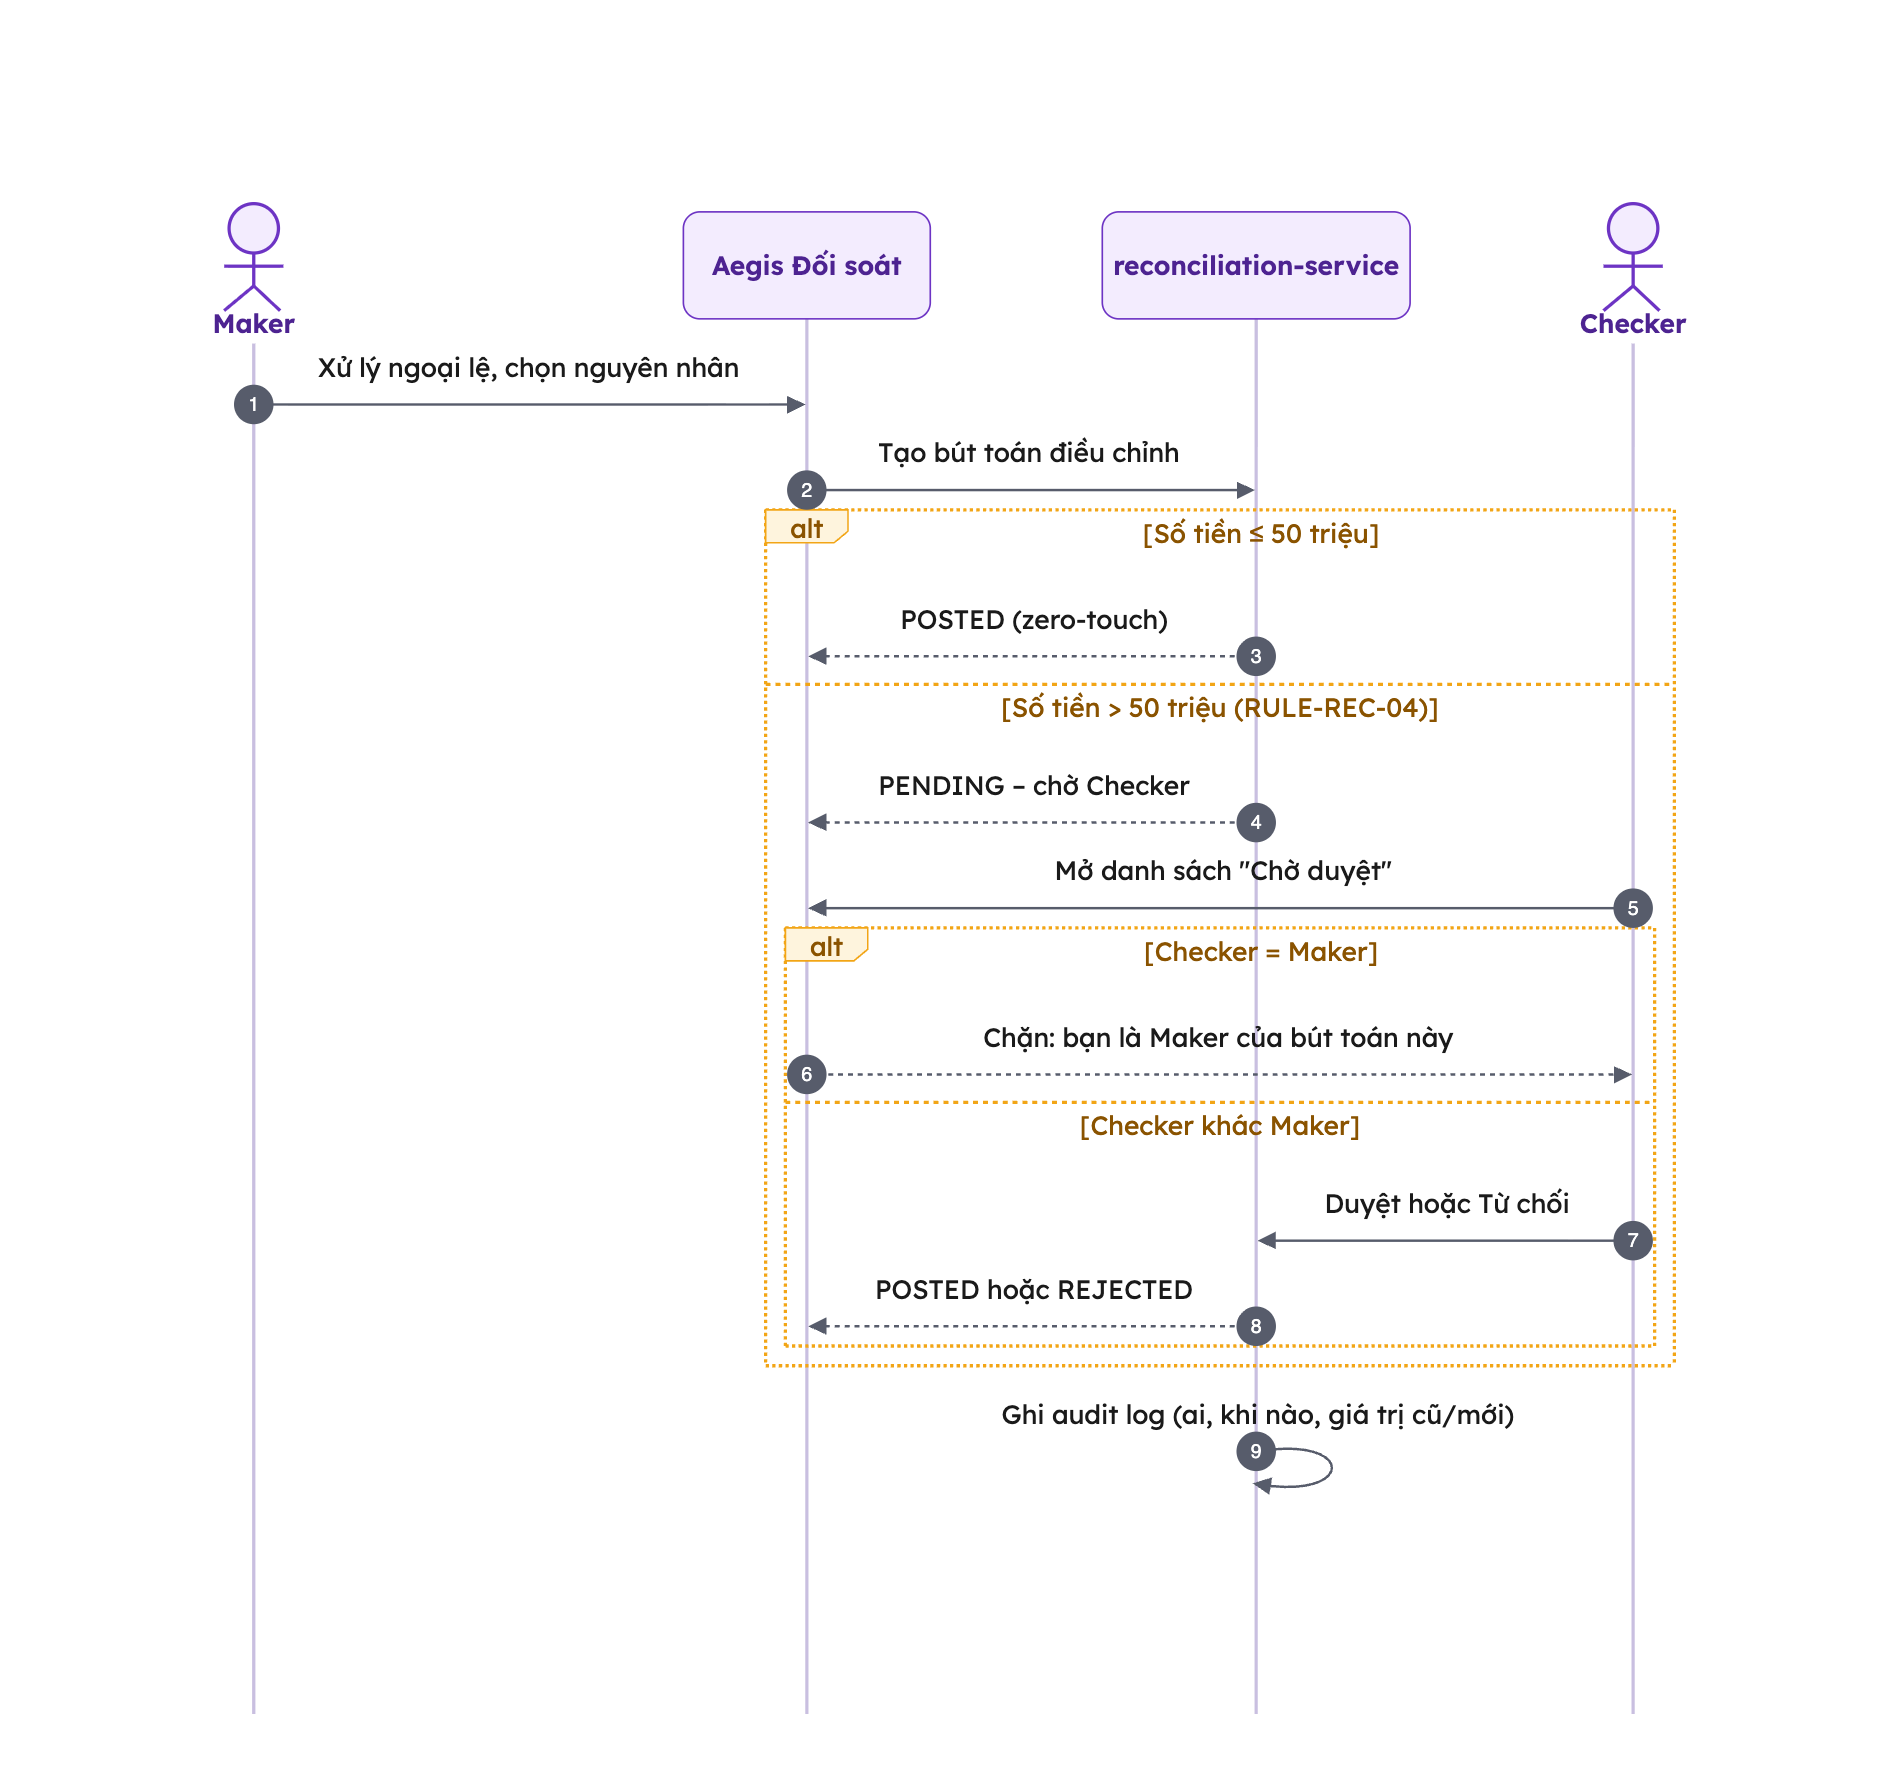 Maker
Aegis Đối soát
reconciliation-service
Checker
Xử lý ngoại lệ, chọn nguyên nhân
1
Tạo bút toán điều chỉnh
2
alt
[Số tiền ≤ 50 triệu]
POSTED (zero-touch)
3
[Số tiền > 50 triệu (RULE-REC-04)]
PENDING – chờ Checker
4
Mở danh sách "Chờ duyệt"
5
alt
[Checker = Maker]
Chặn: bạn là Maker của bút toán này
6
[Checker khác Maker]
Duyệt hoặc Từ chối
7
POSTED hoặc REJECTED
8
Ghi audit log (ai, khi nào, giá trị cũ/mới)
9